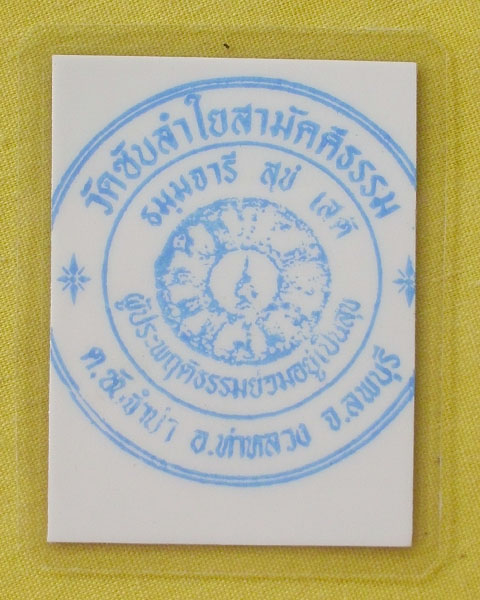 วัดซับลำใยสามัคคีธรรม
ธมฺมจารี สุขํ เสติ
ผู้ประพฤติธรรมย่อมอยู่เป็นสุข
ต.ซับจำปา อ.ท่าหลวง จ.ลพบุรี